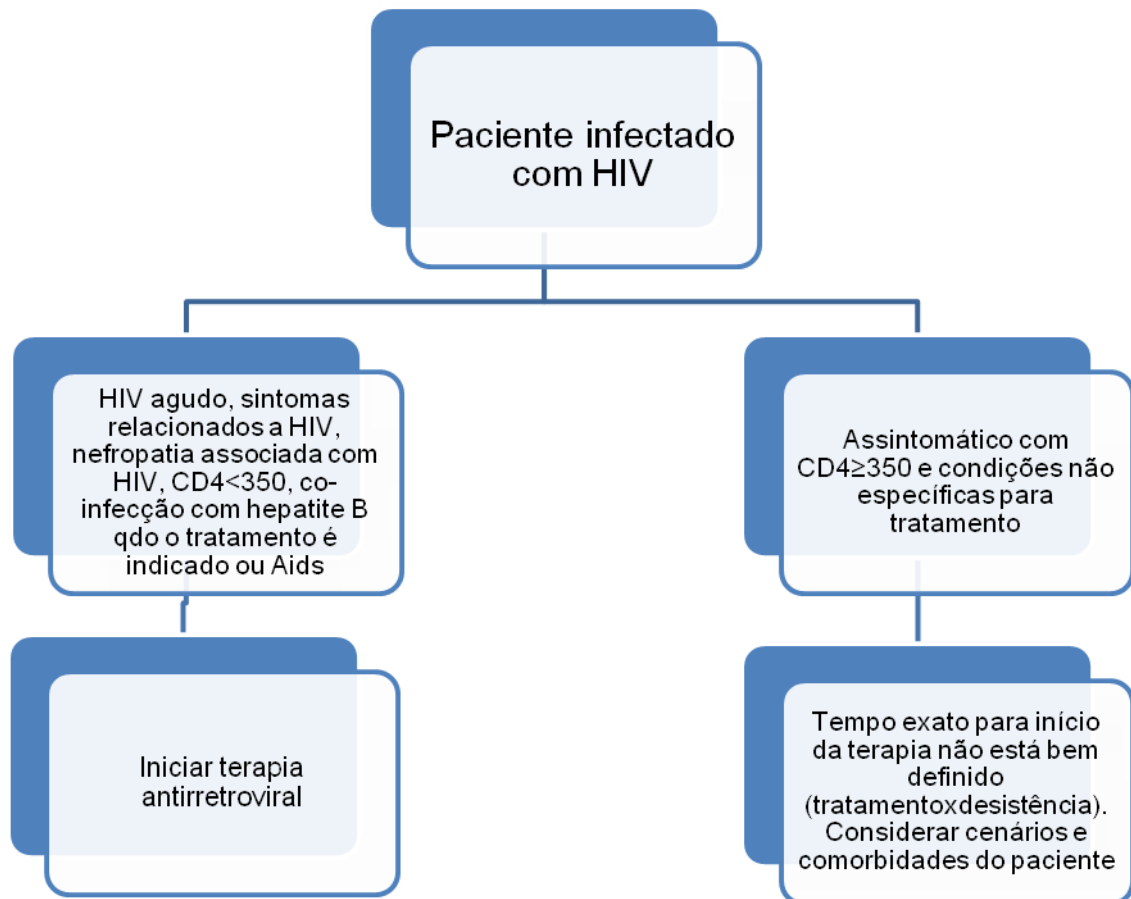 Paciente infectado
com HIV
HIV agudo, sintomas
relacionados a HIV,
nefropatia associada com
HIV, CD4<350, co-
infecção com hepatite B
qdo o tratamento é
indicado ou Aids
Assintomático com
CD4≥350 e condições não
específicas para
tratamento
Iniciar terapia
antirretroviral
Tempo exato para início
da terapia não está bem
definido
(tratamentoxdesistência).
Considerar cenários e
comorbidades do paciente